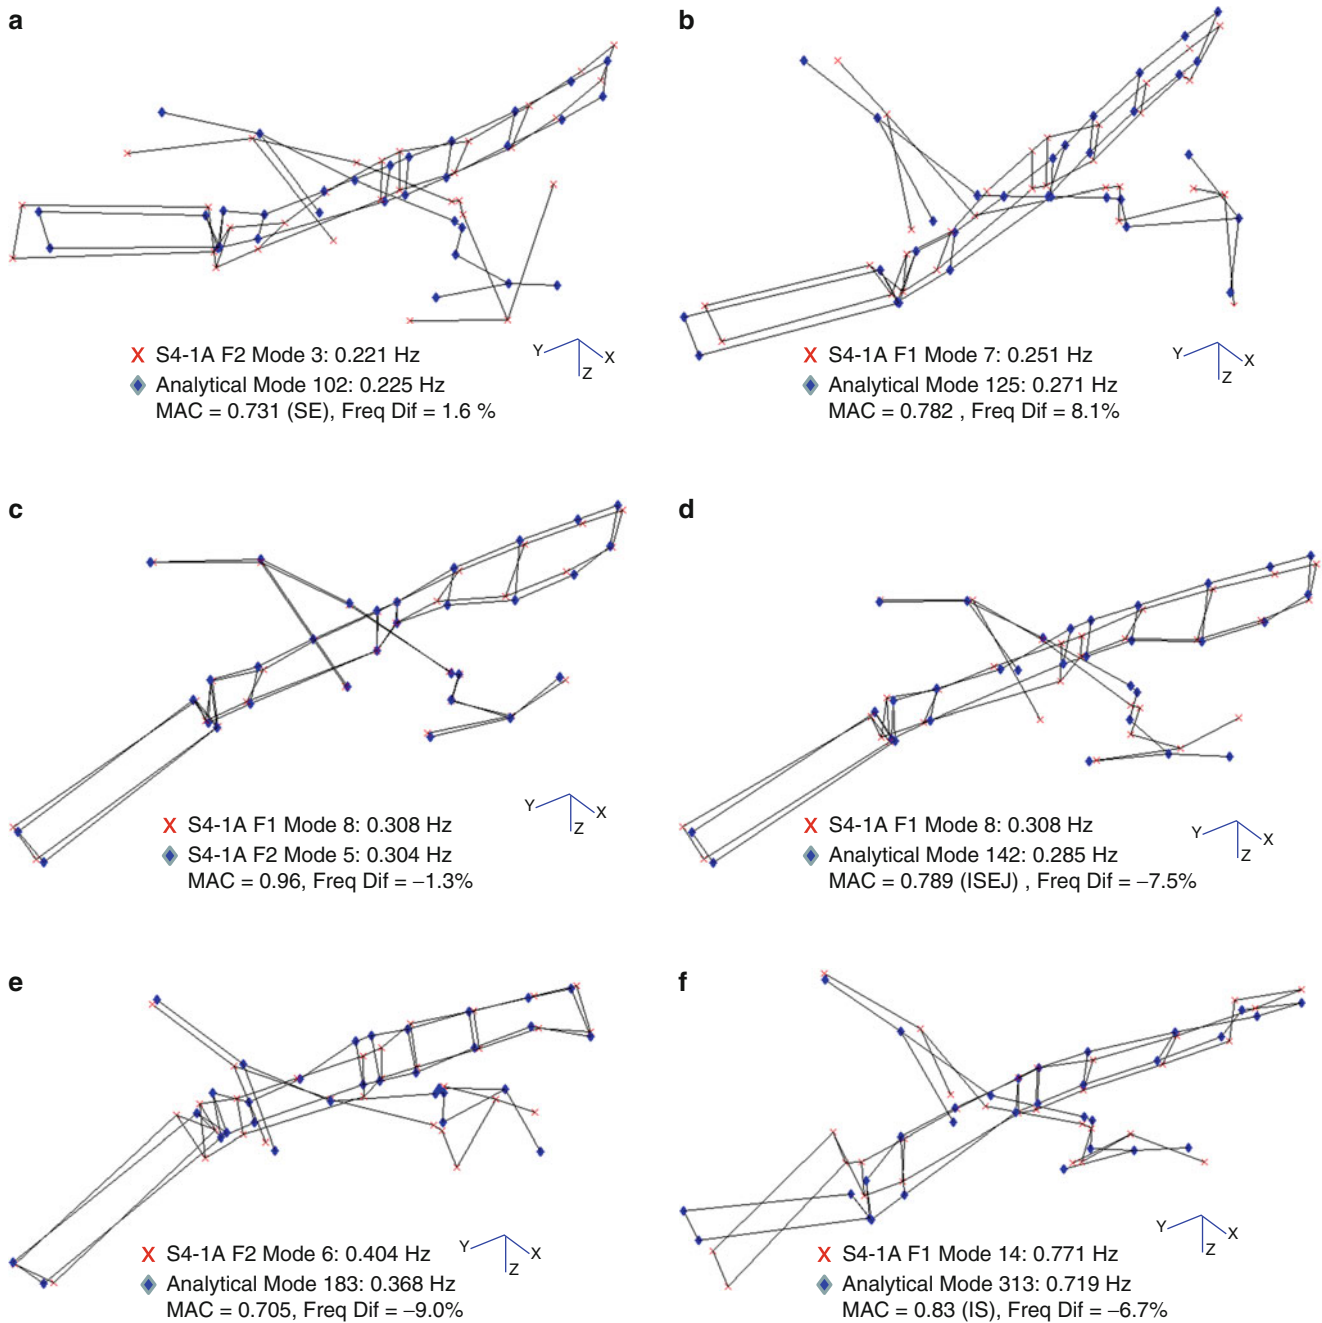 a
X S4-1A F2 Mode 3: 0.221 Hz
Analytical Mode 102: 0.225 Hz
MAC = 0.731 (SE), Freq Dif = 1.6 %
Y
X
Z
b
X S4-1A F1 Mode 7: 0.251 Hz
Analytical Mode 125: 0.271 Hz
MAC = 0.782 , Freq Dif = 8.1%
Y
X
Z
c
X S4-1A F1 Mode 8: 0.308 Hz
S4-1A F2 Mode 5: 0.304 Hz
MAC = 0.96, Freq Dif = −1.3%
Y
X
Z
d
X S4-1A F1 Mode 8: 0.308 Hz
Analytical Mode 142: 0.285 Hz
MAC = 0.789 (ISEJ) , Freq Dif = −7.5%
Y
X
Z
e
X S4-1A F2 Mode 6: 0.404 Hz
Analytical Mode 183: 0.368 Hz
MAC = 0.705, Freq Dif = −9.0%
Y
X
Z
f
X S4-1A F1 Mode 14: 0.771 Hz
Analytical Mode 313: 0.719 Hz
MAC = 0.83 (IS), Freq Dif = −6.7%
Y
X
Z